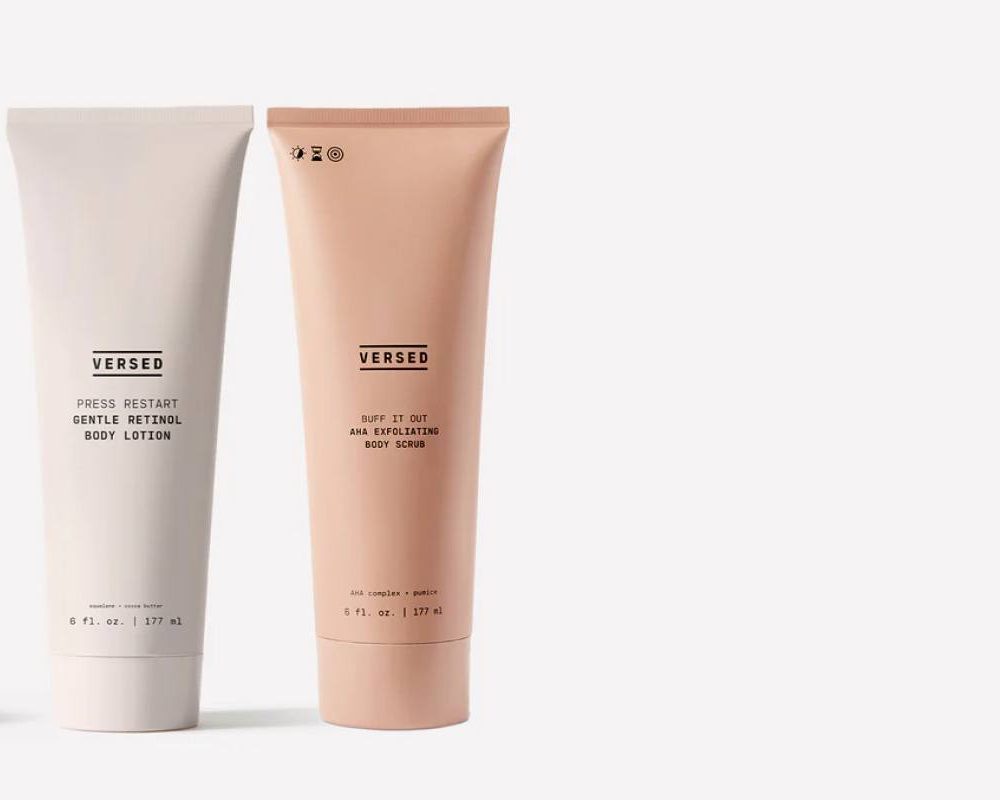 VERSED
PRESS RESTART
GENTLE RETINOL
BODY LOTION
squalane + cocoa butter
6 fl. oz. | 177 ml
VERSED
BUFF IT OUT
AHA EXFOLIATING
BODY SCRUB
AHA complex + pumice
6 fl. oz. | 177 ml